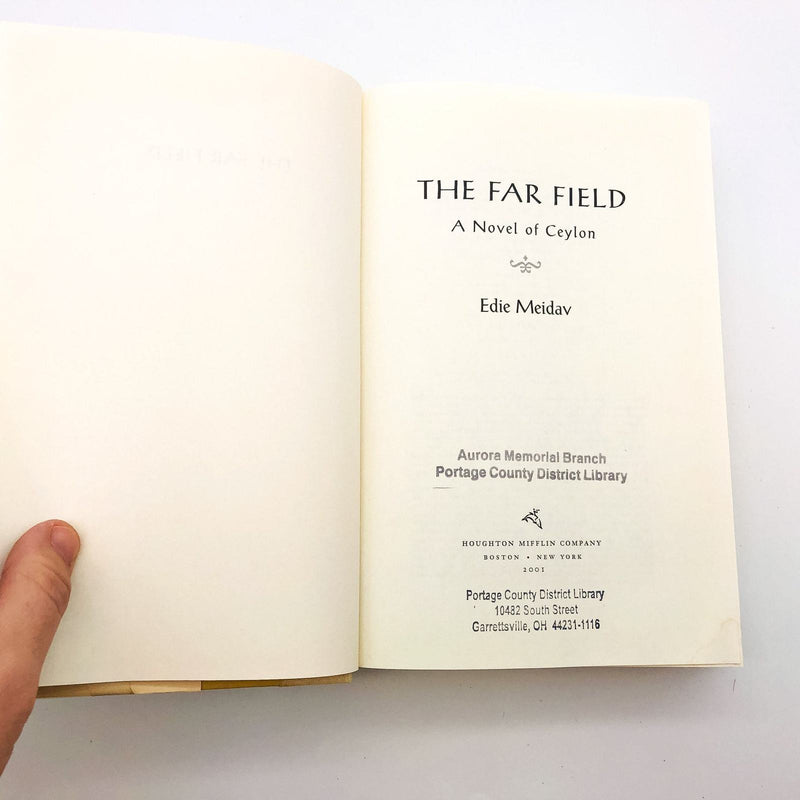 THE FAR FIELD
A Novel of Ceylon
Edie Meidav
Aurora Memorial Branch
Portage County District Library
HOUGHTON MIFFLIN COMPANY
BOSTON • NEW YORK
2001
Portage County District Library
10482 South Street
Garrettsville, OH 44231-1116